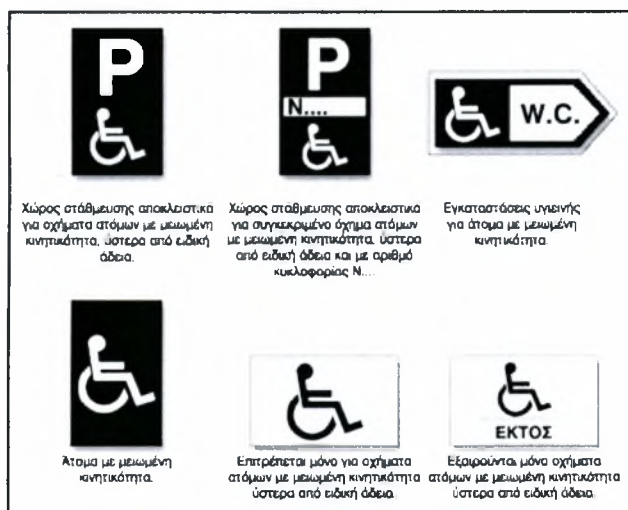 P
P
N....
W.C.
Χώρος στάθμευσης αποκλειστικά
για οχήματα ατόμων με μειωμένη
κινητικότητα, ύστερα από ειδική
άδεια.
Χώρος στάθμευσης αποκλειστικά
για συγκεκριμένο όχημα ατόμων
με μειωμένη κινητικότητα, ύστερα
από ειδική άδεια και με αριθμό
κυκλοφορίας Ν....
Εγκαταστάσεις υγιεινής
για άτομα με μειωμένη
κινητικότητα.
ΕΚΤΟΣ
Άτομα με μειωμένη
κινητικότητα.
Επιτρέπεται μόνο για οχήματα
ατόμων με μειωμένη κινητικότητα
ύστερα από ειδική άδεια.
Εξαιρούνται μόνο οχήματα
ατόμων με μειωμένη κινητικότητα
ύστερα από ειδική άδεια.